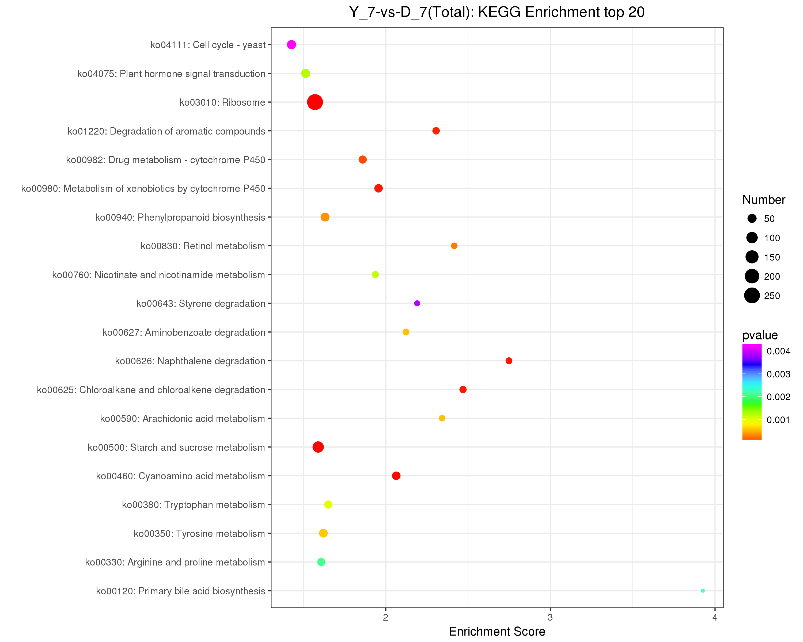 Y_7-vs-D_7(Total): KEGG Enrichment top 20
ko04111: Cell cycle - yeast
ko04075: Plant hormone signal transduction
ko03010: Ribosome
ko01220: Degradation of aromatic compounds
ko00982: Drug metabolism - cytochrome P450
ko00980: Metabolism of xenobiotics by cytochrome P450
ko00940: Phenylpropanoid biosynthesis
ko00830: Retinol metabolism
ko00760: Nicotinate and nicotinamide metabolism
ko00643: Styrene degradation
ko00627: Aminobenzoate degradation
ko00626: Naphthalene degradation
ko00625: Chloroalkane and chloroalkene degradation
ko00590: Arachidonic acid metabolism
ko00500: Starch and sucrose metabolism
ko00460: Cyanoamino acid metabolism
ko00380: Tryptophan metabolism
ko00350: Tyrosine metabolism
ko00330: Arginine and proline metabolism
ko00120: Primary bile acid biosynthesis
2 3 4
Enrichment Score
Number
50
100
150
200
250
pvalue
0.004
0.003
0.002
0.001